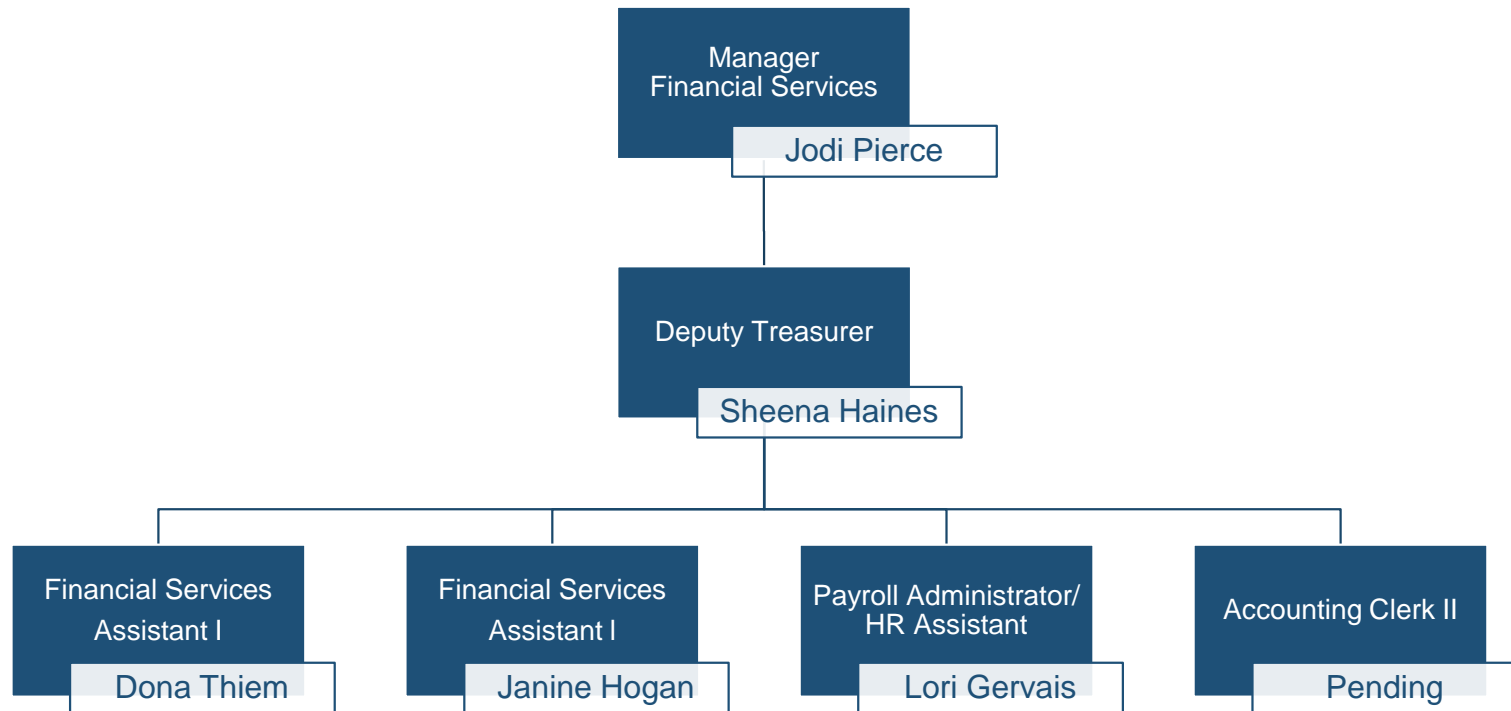 Manager
Financial Services
Jodi Pierce
Deputy Treasurer
Sheena Haines
Financial Services
Assistant I
Dona Thiem
Financial Services
Assistant I
Janine Hogan
Payroll Administrator/
HR Assistant
Lori Gervais
Accounting Clerk II
Pending